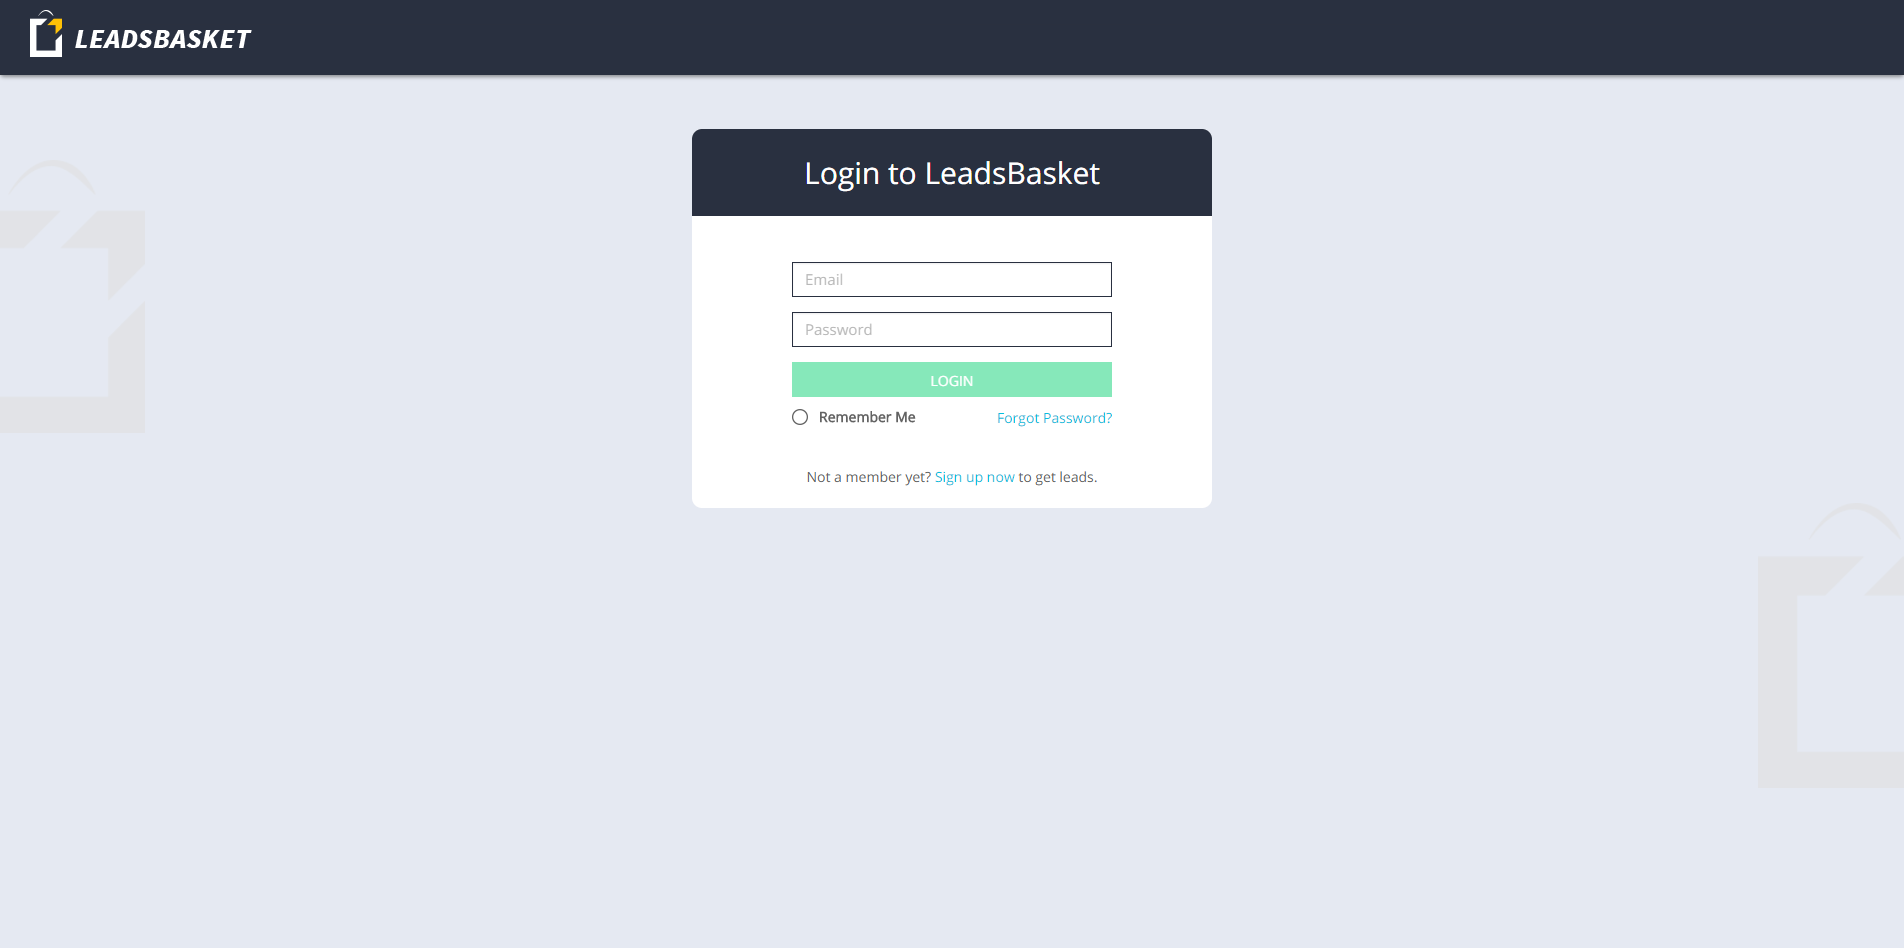 LEADSBASKET
Login to LeadsBasket
Email
Password
LOGIN
Remember Me
Forgot Password?
Not a member yet? Sign up now to get leads.